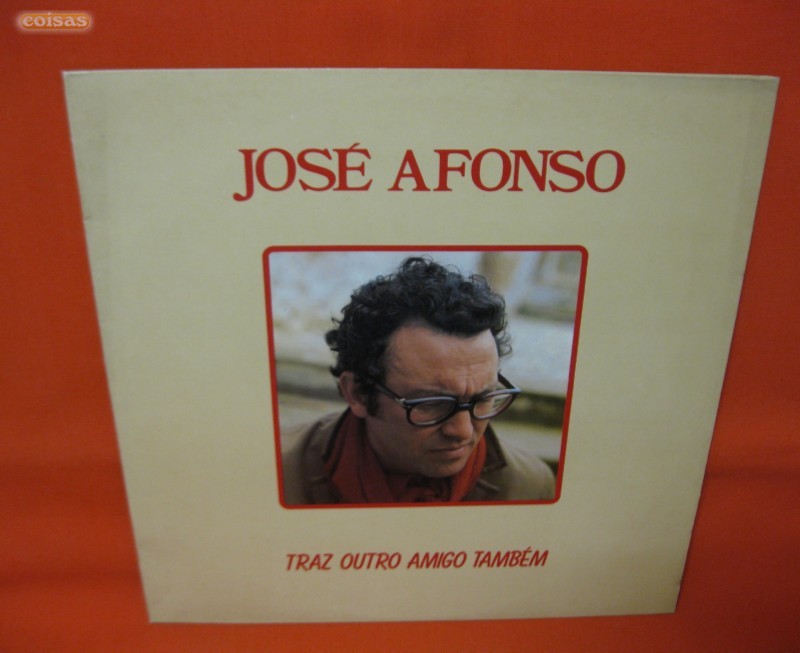 coisas
JOSÉ AFONSO
TRAZ OUTRO AMIGO TAMBÉM